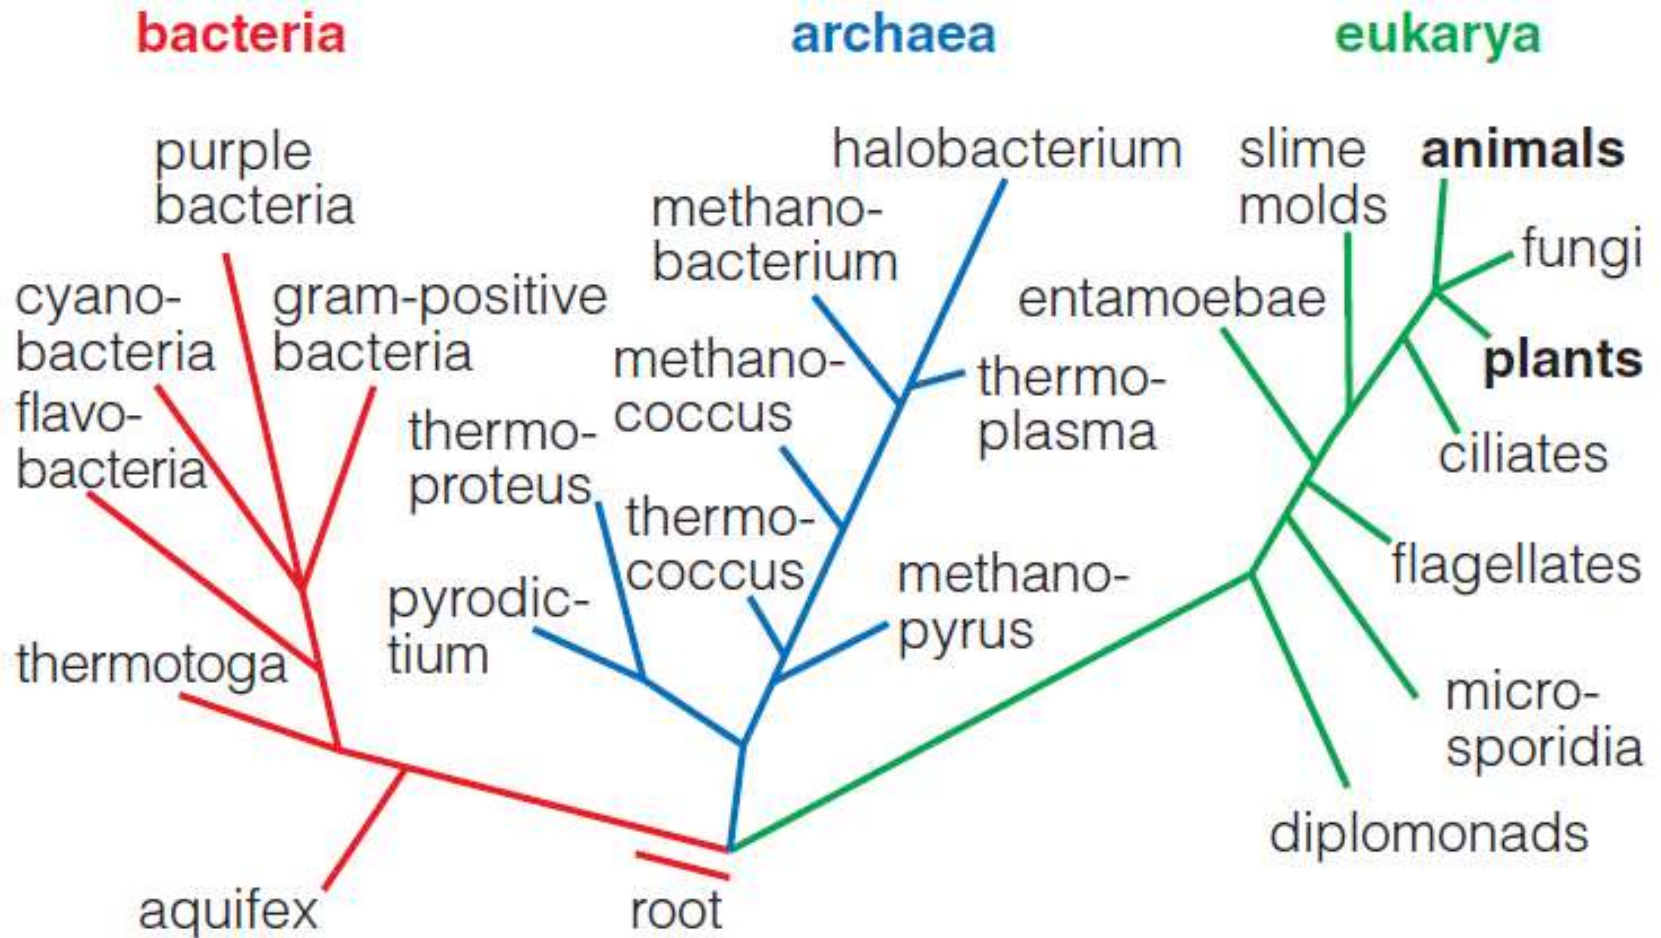 bacteria
archaea
eukarya
purple
bacteria
cyano-
bacteria
gram-positive
bacteria
flavo-
bacteria
thermotoga
aquifex
root
halobacterium
methano-
bacterium
methano-
coccus
thermo-
plasma
thermo-
proteus
thermo-
coccus
pyrodic-
tium
methano-
pyrus
slime
molds
animals
fungi
entamoebae
plants
ciliates
flagellates
micro-
sporidia
diplomonads